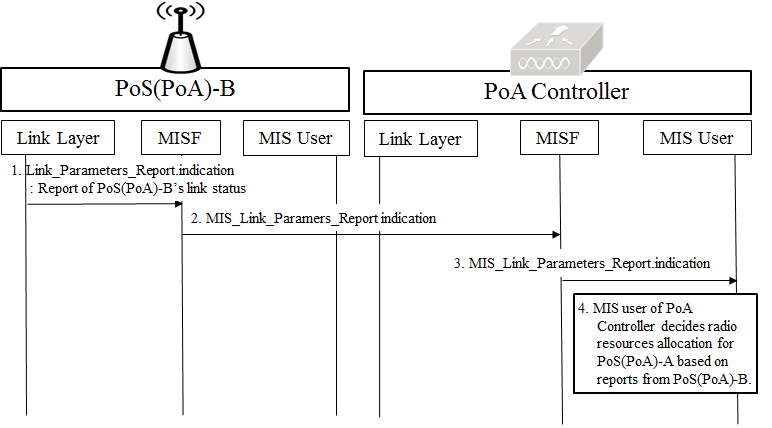 PoS(PoA)-B
PoA Controller
Link Layer
MISF
MIS User
Link Layer
MISF
MIS User
1. Link_Parameters_Report.indication
: Report of PoS(PoA)-B's link status
2. MIS_Link_Paramers_Report indication
3. MIS_Link_Parameters_Report.indication
4. MIS user of PoA
Controller decides radio
resources allocation for
PoS(PoA)-A based on
reports from PoS(PoA)-B.